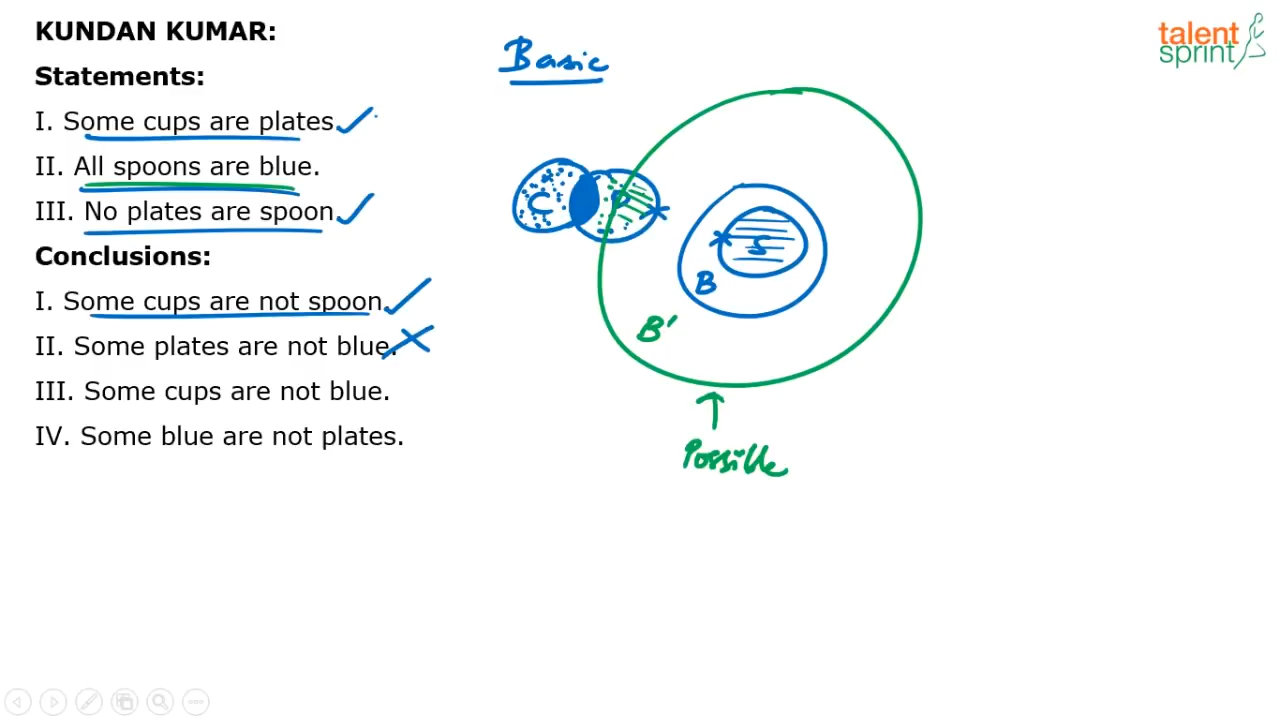 KUNDAN KUMAR:
Statements:
I. Some cups are plates.
II. All spoons are blue.
III. No plates are spoon.
Conclusions:
I. Some cups are not spoon.
II. Some plates are not blue.
III. Some cups are not blue.
IV. Some blue are not plates.
Basic
talent
sprint
C
P
S
B
B'
Possible